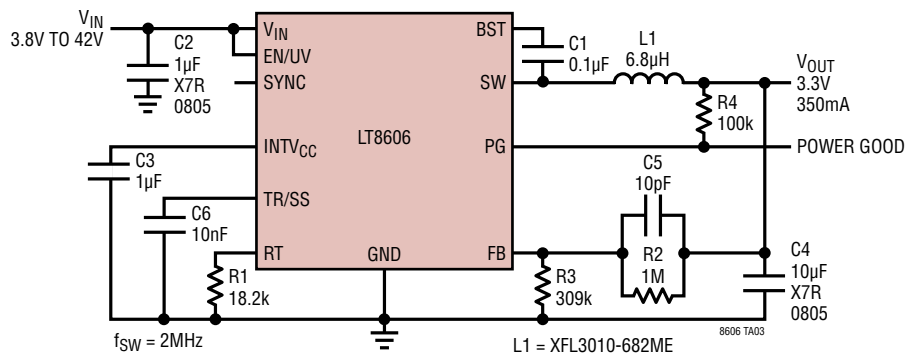 VIN
3.8V TO 42V
C2
1µF
X7R
0805
VIN
EN/UV
SYNC
INTVCC
TR/SS
RT
GND
LT8606
BST
SW
PG
FB
C1
0.1µF
L1
6.8µH
VOUT
3.3V
350mA
R4
100k
POWER GOOD
C3
1µF
C6
10nF
R1
18.2k
C5
10pF
R2
1M
R3
309k
C4
10µF
X7R
0805
8606 TA03
fSW = 2MHz
L1 = XFL3010-682ME